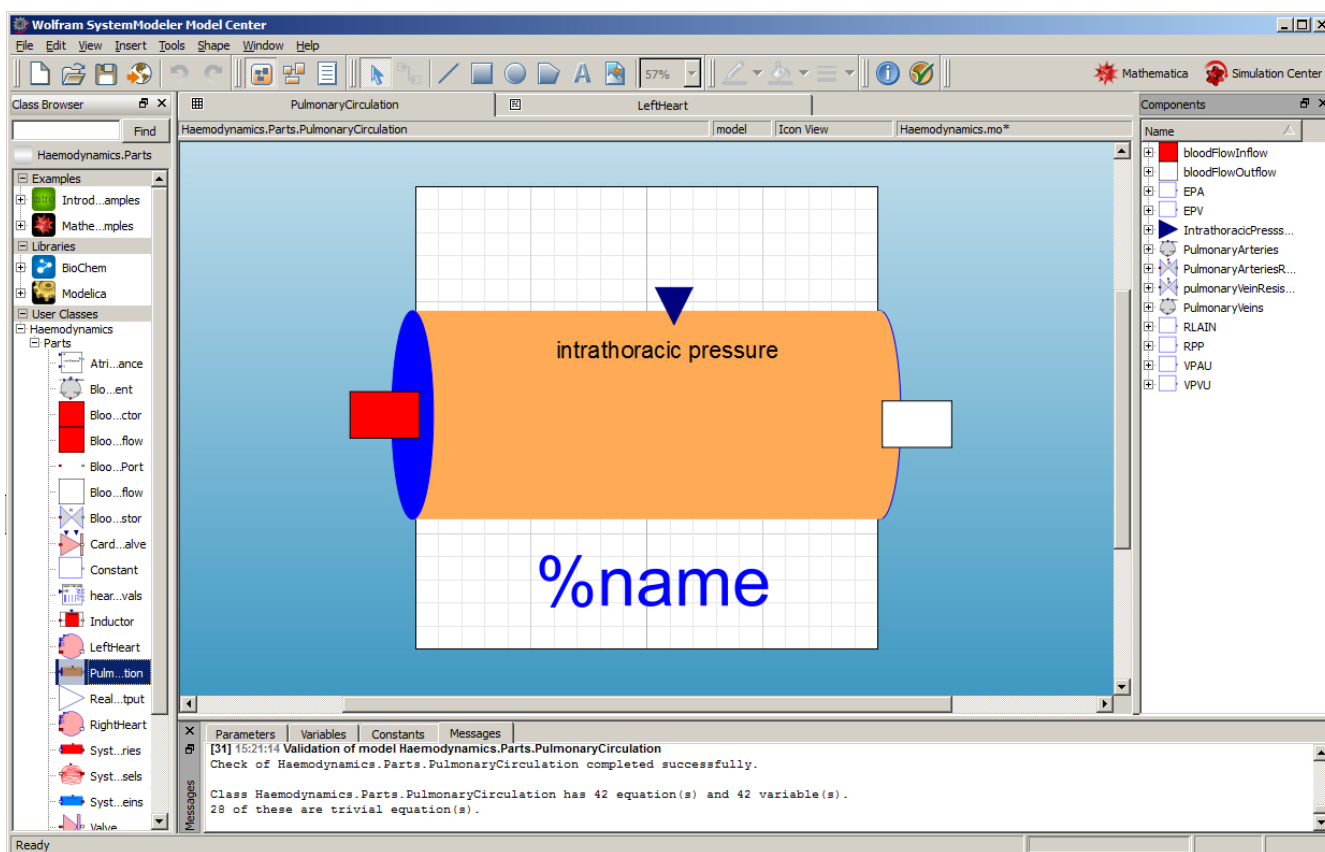 Wolfram SystemModeler Model Center
File Edit View Insert Tools Shape Window Help
57%
Mathematica Simulation Center
Class Browser
Find
Haemodynamics.Parts
Examples
Introd...amples
Mathe...mples
Libraries
BioChem
Modelica
User Classes
Haemodynamics
Parts
Atri...ance
Blo...ent
Bloo...ctor
Bloo...flow
Bloo...Port
Bloo...flow
Bloo...stor
Card...alve
Constant
hear...vals
Inductor
LeftHeart
Pulm...tion
Real...tput
RightHeart
Syst...ries
Syst...sels
Syst...eins
Valve
PulmonaryCirculation LeftHeart
Haemodynamics.Parts.PulmonaryCirculation model Icon View Haemodynamics.mo*
intrathoracic pressure
%name
Components
Name
bloodFlowInflow
bloodFlowOutflow
EPA
EPV
IntrathoracicPresss...
PulmonaryArteries
PulmonaryArteriesR...
pulmonaryVeinResis...
PulmonaryVeins
RLAIN
RPP
VPAU
VPVU
Parameters Variables Constants Messages
Messages
[31] 15:21:14 Validation of model Haemodynamics.Parts.PulmonaryCirculation
Check of Haemodynamics.Parts.PulmonaryCirculation completed successfully.
Class Haemodynamics.Parts.PulmonaryCirculation has 42 equation(s) and 42 variable(s).
28 of these are trivial equation(s).
Ready